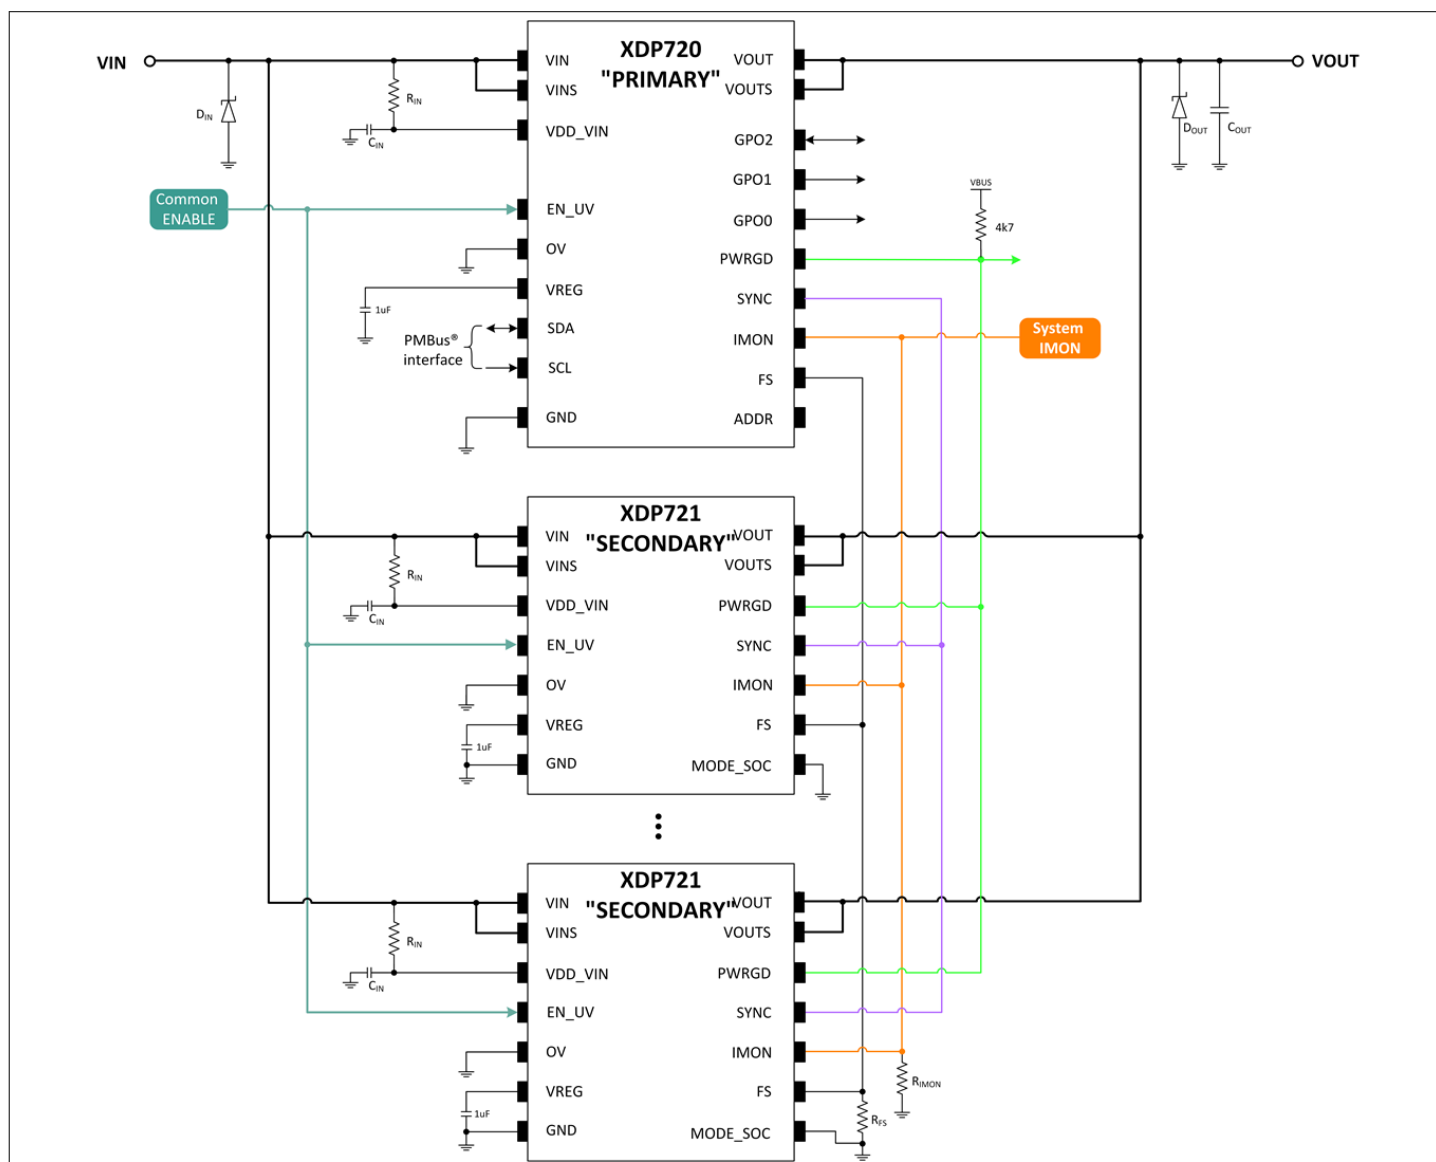 XDP720
"PRIMARY"
VIN
VIN
VINS
RIN
DIN
CIN
VDD_VIN
Common
ENABLE
EN_UV
OV
VREG
1uF
SDA
PMBus®
interface
SCL
GND
VOUT
VOUTS
VOUT
DOUT
COUT
GPO2
GPO1
GPO0
VBUS
4k7
PWRGD
SYNC
IMON
System
IMON
FS
ADDR
XDP721
"SECONDARY"
VIN
VINS
RIN
CIN
VDD_VIN
EN_UV
OV
VREG
1uF
GND
VOUT
VOUTS
PWRGD
SYNC
IMON
FS
MODE_SOC
XDP721
"SECONDARY"
VIN
VINS
RIN
CIN
VDD_VIN
EN_UV
OV
VREG
1uF
GND
VOUT
VOUTS
PWRGD
SYNC
IMON
FS
MODE_SOC
RIMON
RFS